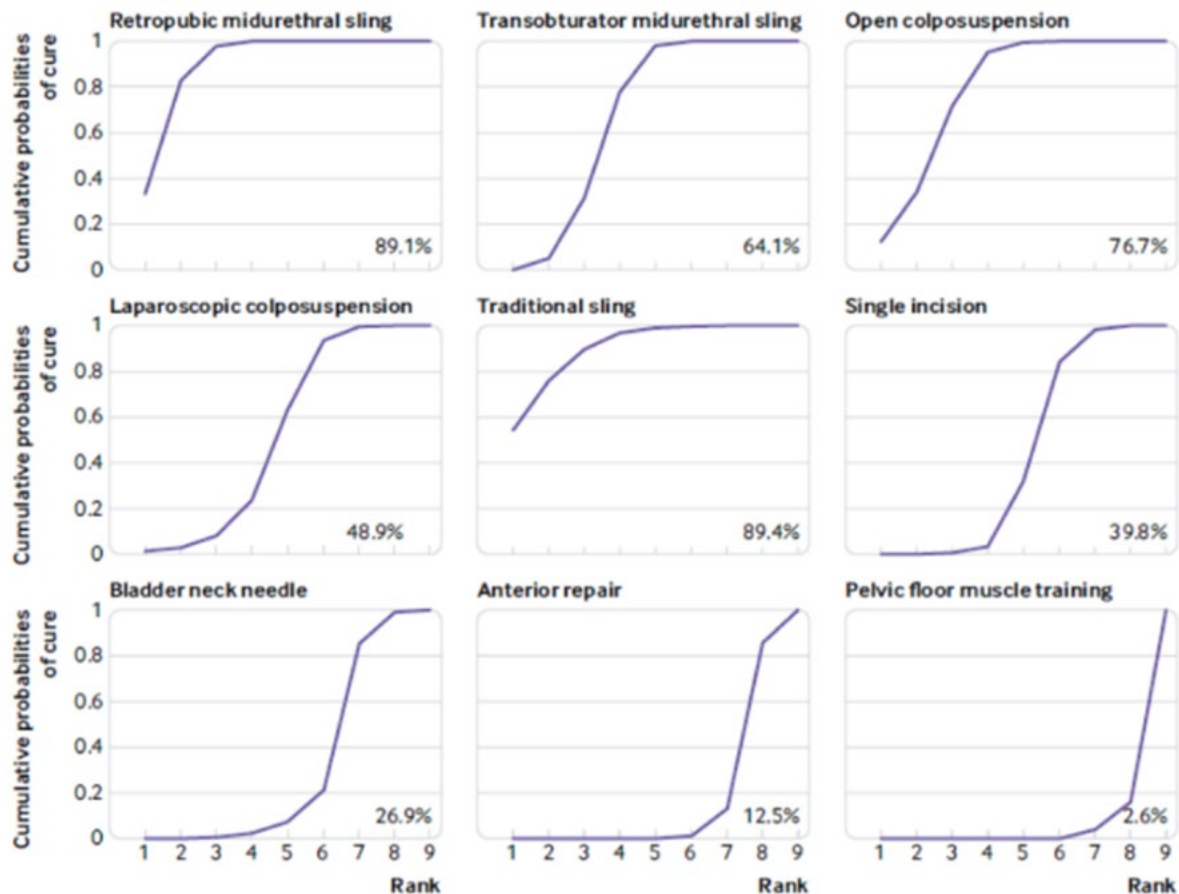 Retropubic midurethral sling
Transobturator midurethral sling
Open colposuspension
Cumulative probabilities
of cure
1
0.8
0.6
0.4
0.2
0
89.1%
64.1%
76.7%
Laparoscopic colposuspension
Traditional sling
Single incision
Cumulative probabilities
of cure
1
0.8
0.6
0.4
0.2
0
48.9%
89.4%
39.8%
Bladder neck needle
Anterior repair
Pelvic floor muscle training
Cumulative probabilities
of cure
1
0.8
0.6
0.4
0.2
0
26.9%
12.5%
2.6%
1 2 3 4 5 6 7 8 9
1 2 3 4 5 6 7 8 9
1 2 3 4 5 6 7 8 9
Rank
Rank
Rank